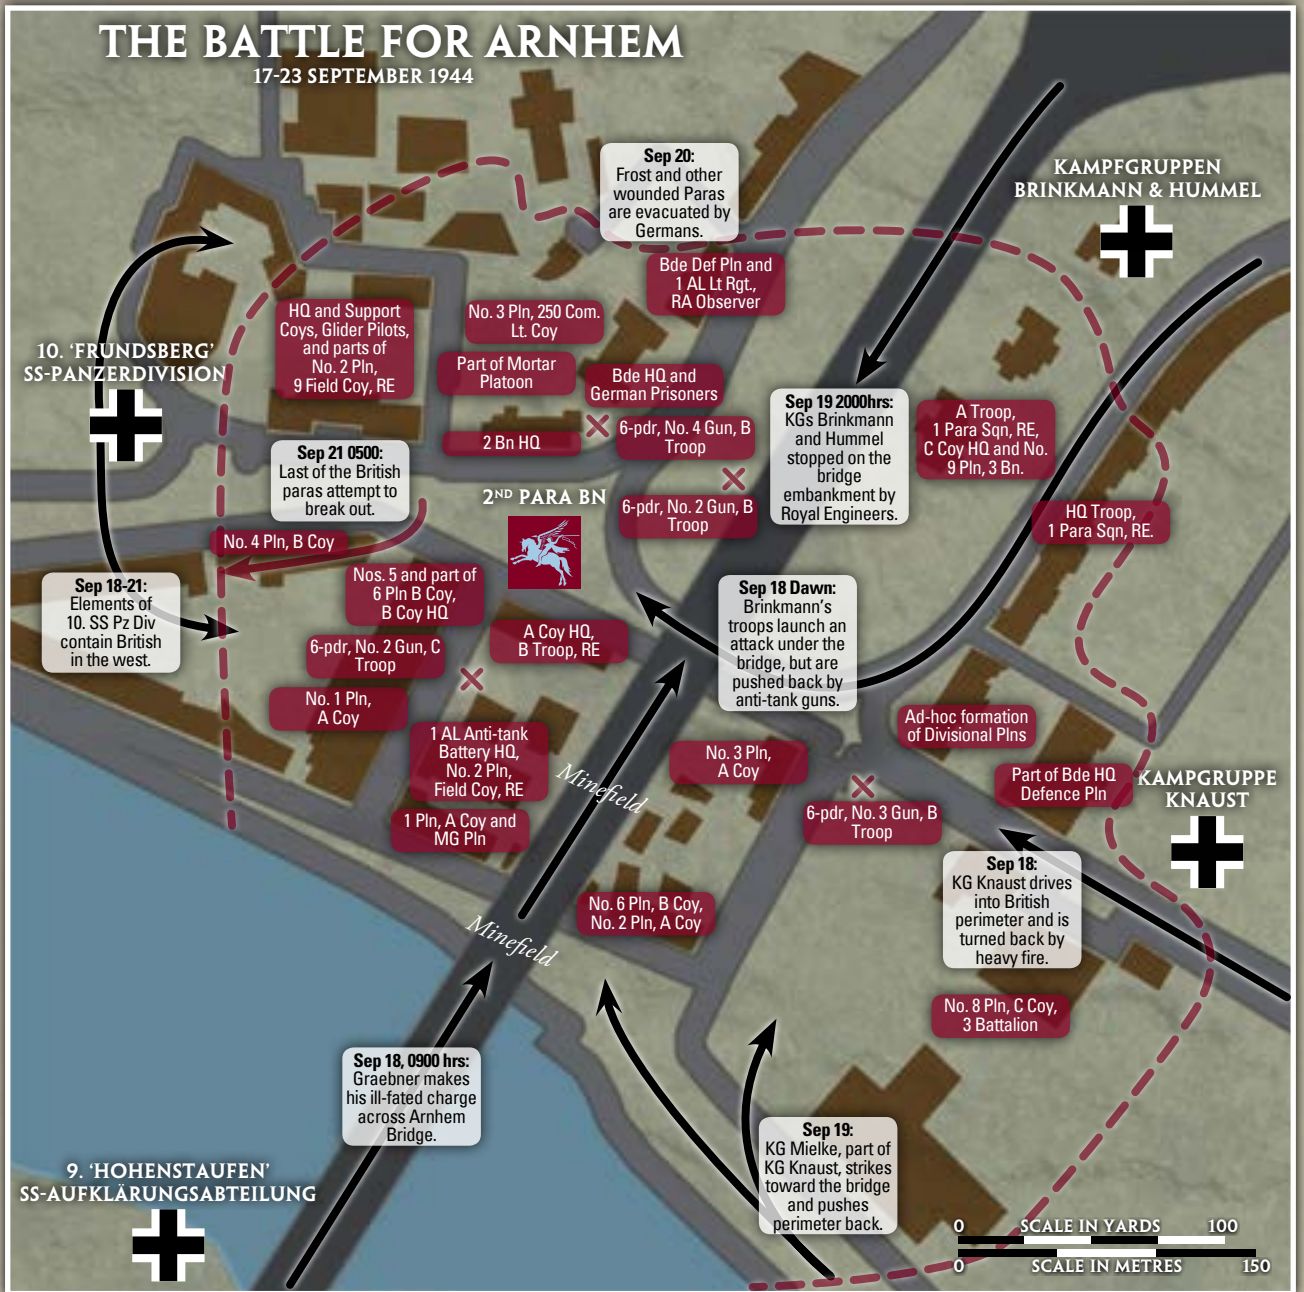 THE BATTLE FOR ARNHEM
17-23 SEPTEMBER 1944
Sep 20:
Frost and other
wounded Paras
are evacuated by
Germans.
KAMPFGRUPPEN
BRINKMANN & HUMMEL
Bde Def Pln and
1 AL Lt Rgt.,
RA Observer
HQ and Support
Coys, Glider Pilots,
and parts of
No. 2 Pln,
9 Field Coy, RE
No. 3 Pln, 250 Com.
Lt. Coy
10. ‘FRUNDSBERG’
SS-PANZERDIVISION
Part of Mortar
Platoon
Bde HQ and
German Prisoners
Sep 19 2000hrs:
KGs Brinkmann
and Hummel
stopped on the
bridge
embankment by
Royal Engineers.
A Troop,
1 Para Sqn, RE,
C Coy HQ and No.
9 Pln, 3 Bn.
2 Bn HQ
6-pdr, No. 4 Gun, B
Troop
Sep 21 0500:
Last of the British
paras attempt to
break out.
2ND PARA BN
6-pdr, No. 2 Gun, B
Troop
HQ Troop,
1 Para Sqn, RE.
No. 4 Pln, B Coy
Sep 18-21:
Elements of
10. SS Pz Div
contain British
in the west.
Nos. 5 and part of
6 Pln B Coy,
B Coy HQ
Sep 18 Dawn:
Brinkmann's
troops launch an
attack under the
bridge, but are
pushed back by
anti-tank guns.
A Coy HQ,
B Troop, RE
6-pdr, No. 2 Gun, C
Troop
No. 1 Pln,
A Coy
Ad-hoc formation
of Divisional Plns
1 AL Anti-tank
Battery HQ,
No. 2 Pln,
Field Coy, RE
No. 3 Pln,
A Coy
Minefield
Part of Bde HQ
Defence Pln
KAMPGRUPPE
KNAUST
6-pdr, No. 3 Gun, B
Troop
1 Pln, A Coy and
MG Pln
Sep 18:
KG Knaust drives
into British
perimeter and is
turned back by
heavy fire.
No. 6 Pln, B Coy,
No. 2 Pln, A Coy
Minefield
No. 8 Pln, C Coy,
3 Battalion
Sep 18, 0900 hrs:
Graebner makes
his ill-fated charge
across Arnhem
Bridge.
Sep 19:
KG Mielke, part of
KG Knaust, strikes
toward the bridge
and pushes
perimeter back.
9. ‘HOHENSTAUFEN’
SS-AUFKLÄRUNGSABTEILUNG
0 SCALE IN YARDS 100
0 SCALE IN METRES 150